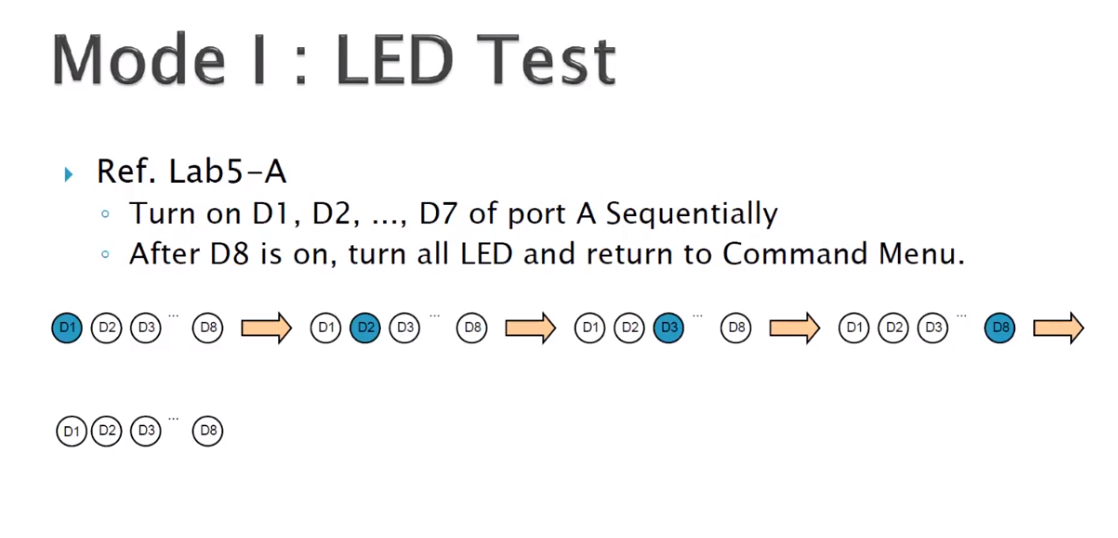 Mode I : LED Test
Ref. Lab5-A
Turn on D1, D2, ..., D7 of port A Sequentially
After D8 is on, turn all LED and return to Command Menu.
D1 D2 D3 ... D8 D1 D2 D3 ... D8 D1 D2 D3 ... D8 D1 D2 D3 ... D8
D1 D2 D3 ... D8